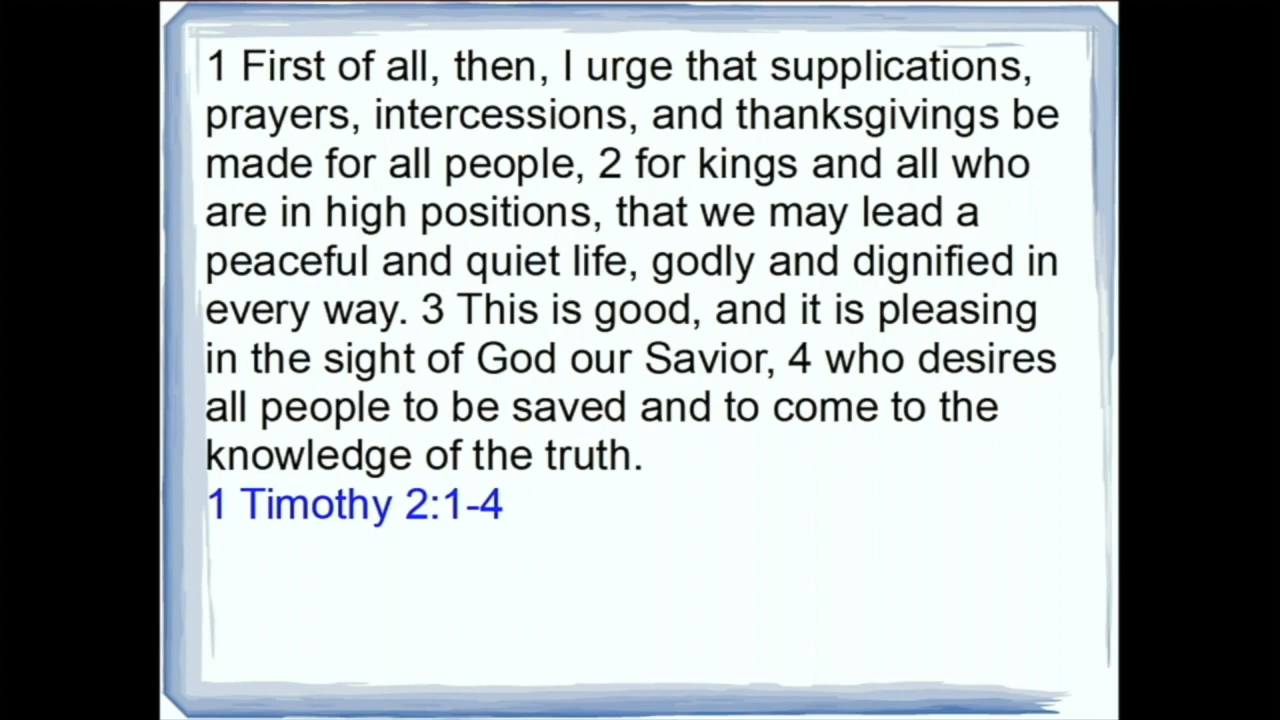 1 First of all, then, I urge that supplications,
prayers, intercessions, and thanksgivings be
made for all people, 2 for kings and all who
are in high positions, that we may lead a
peaceful and quiet life, godly and dignified in
every way. 3 This is good, and it is pleasing
in the sight of God our Savior, 4 who desires
all people to be saved and to come to the
knowledge of the truth.
1 Timothy 2:1-4